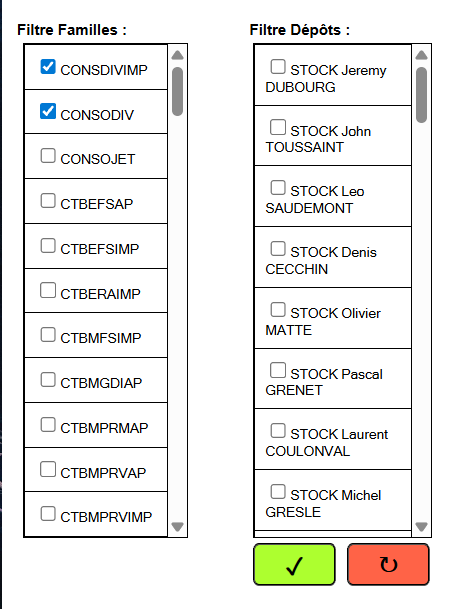 Filtre Familles :
CONSDIVIMP
CONSODIV
CONSOJET
CTBEFSAP
CTBEFSIMP
CTBERAIMP
CTBMFSIMP
CTBMGDIAP
CTBMPRMAP
CTBMPRVAP
CTBMPRVIMP
Filtre Dépôts :
STOCK Jeremy
DUBOURG
STOCK John
TOUSSAINT
STOCK Leo
SAUDEMONT
STOCK Denis
CECCHIN
STOCK Olivier
MATTE
STOCK Pascal
GRENET
STOCK Laurent
COULONVAL
STOCK Michel
GRESLE